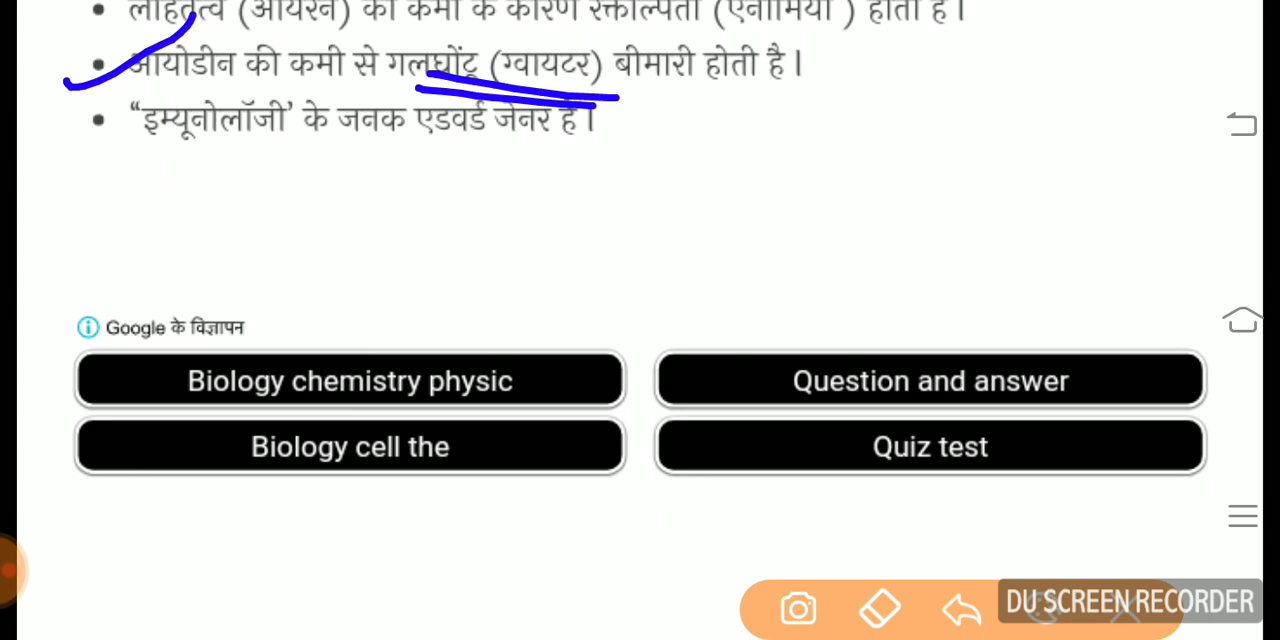 लौहतत्व (आयरन) की कमी के कारण रक्ताल्पता (एनीमिया ) होती है।
• आयोडीन की कमी से गलघोंटू (ग्वायटर) बीमारी होती है।
• “इम्यूनोलॉजी’ के जनक एडवर्ड जेनर हैं।
Google के विज्ञापन
Biology chemistry physic
Question and answer
Biology cell the
Quiz test
DU SCREEN RECORDER